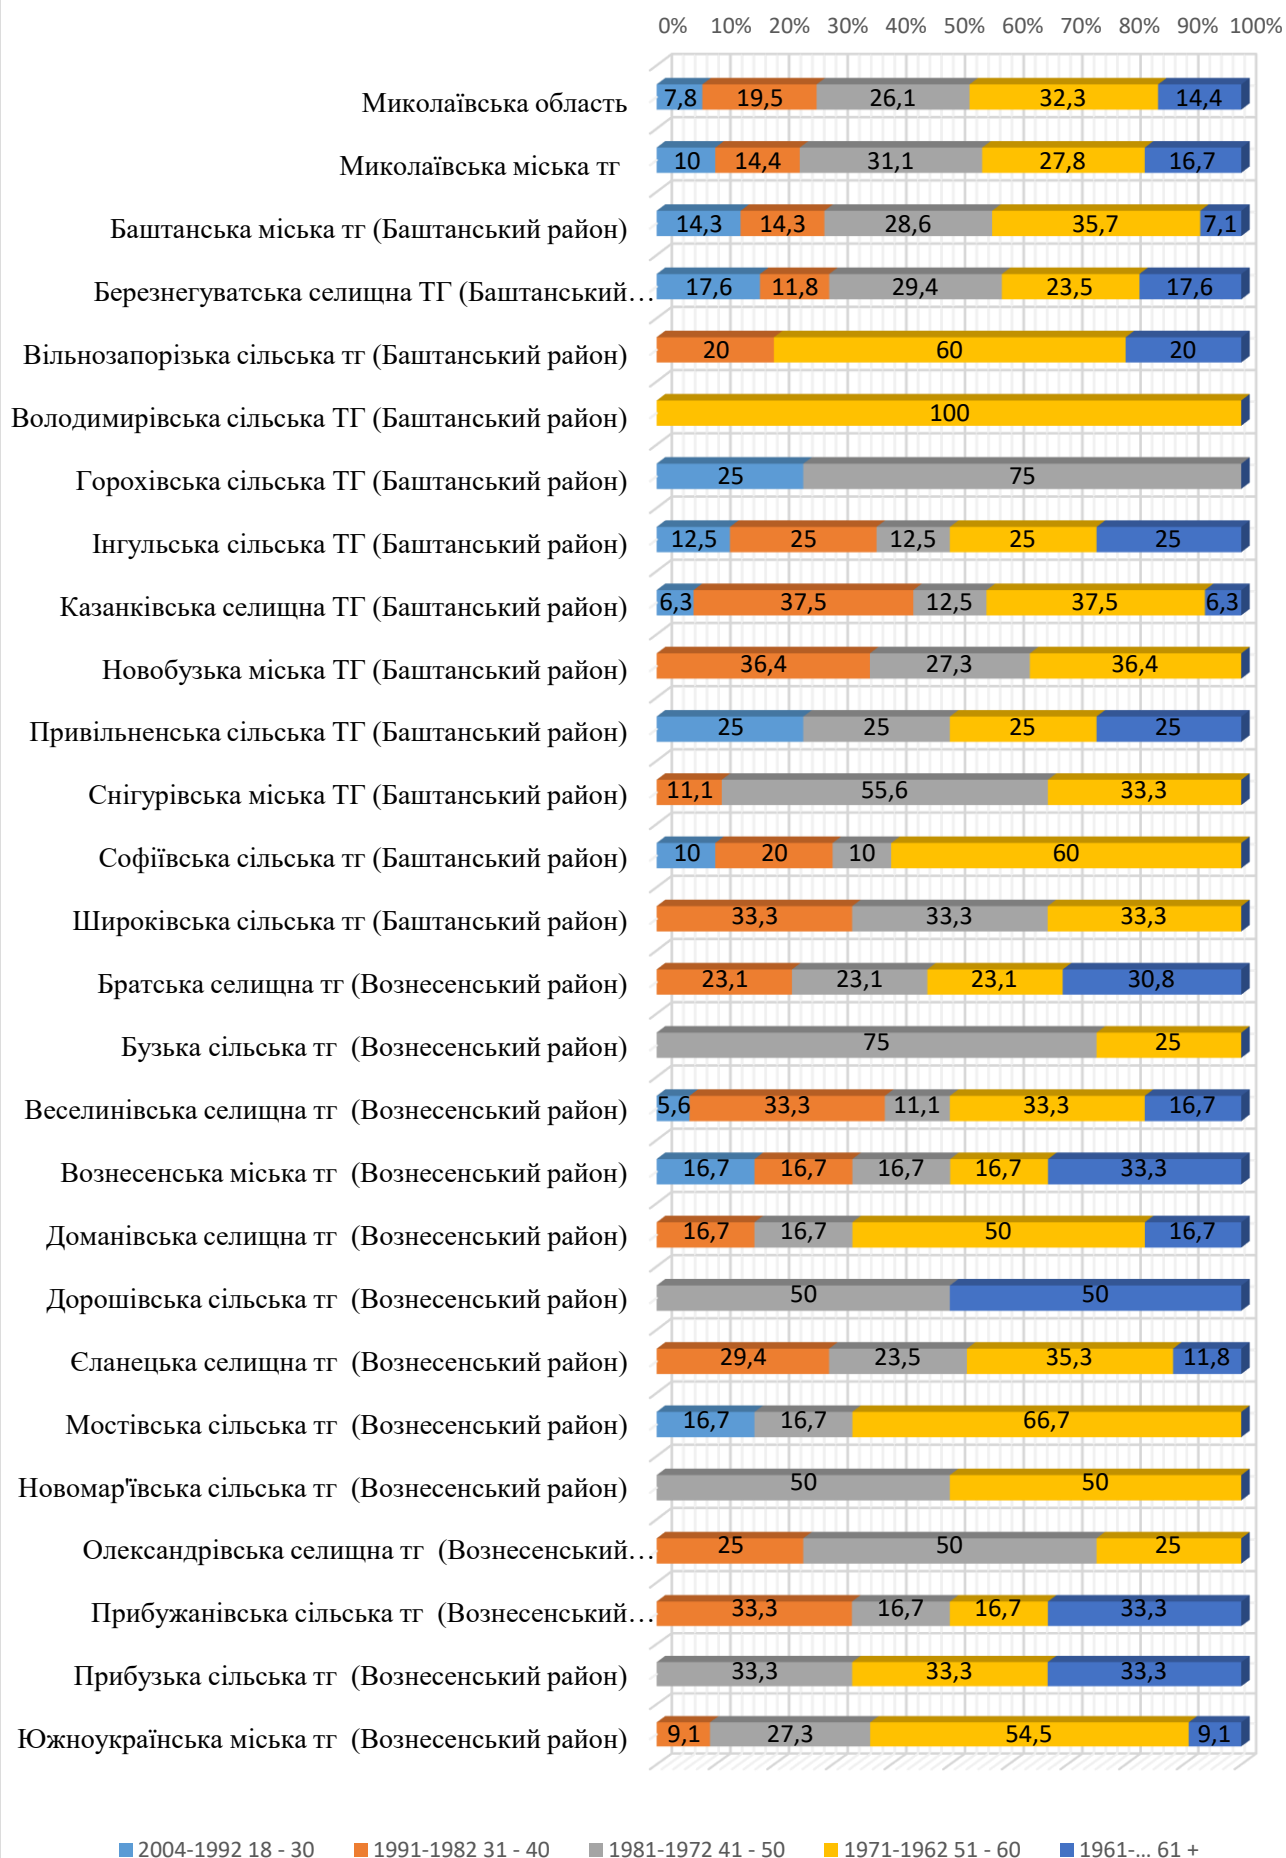 0% 10% 20% 30% 40% 50% 60% 70% 80% 90% 100%
Миколаївська область 7,8 19,5 26,1 32,3 14,4
Миколаївська міська тг 10 14,4 31,1 27,8 16,7
Баштанська міська тг (Баштанський район) 14,3 14,3 28,6 35,7 7,1
Березнегуватська селищна ТГ (Баштанський… 17,6 11,8 29,4 23,5 17,6
Вільнозапорізька сільська тг (Баштанський район) 20 60 20
Володимирівська сільська ТГ (Баштанський район) 100
Горохівська сільська ТГ (Баштанський район) 25 75
Інгульська сільська ТГ (Баштанський район) 12,5 25 12,5 25 25
Казанківська селищна ТГ (Баштанський район) 6,3 37,5 12,5 37,5 6,3
Новобузька міська ТГ (Баштанський район) 36,4 27,3 36,4
Привільненська сільська ТГ (Баштанський район) 25 25 25 25
Снігурівська міська ТГ (Баштанський район) 11,1 55,6 33,3
Софіївська сільська тг (Баштанський район) 10 20 10 60
Широківська сільська тг (Баштанський район) 33,3 33,3 33,3
Братська селищна тг (Вознесенський район) 23,1 23,1 23,1 30,8
Бузька сільська тг (Вознесенський район) 75 25
Веселинівська селищна тг (Вознесенський район) 5,6 33,3 11,1 33,3 16,7
Вознесенська міська тг (Вознесенський район) 16,7 16,7 16,7 16,7 33,3
Доманівська селищна тг (Вознесенський район) 16,7 16,7 50 16,7
Дорошівська сільська тг (Вознесенський район) 50 50
Єланецька селищна тг (Вознесенський район) 29,4 23,5 35,3 11,8
Мостівська сільська тг (Вознесенський район) 16,7 16,7 66,7
Новомар'ївська сільська тг (Вознесенський район) 50 50
Олександрівська селищна тг (Вознесенський… 25 50 25
Прибужанівська сільська тг (Вознесенський… 33,3 16,7 16,7 33,3
Прибузька сільська тг (Вознесенський район) 33,3 33,3 33,3
Южноукраїнська міська тг (Вознесенський район) 9,1 27,3 54,5 9,1
2004-1992 18 - 30 1991-1982 31 - 40 1981-1972 41 - 50 1971-1962 51 - 60 1961-... 61 +